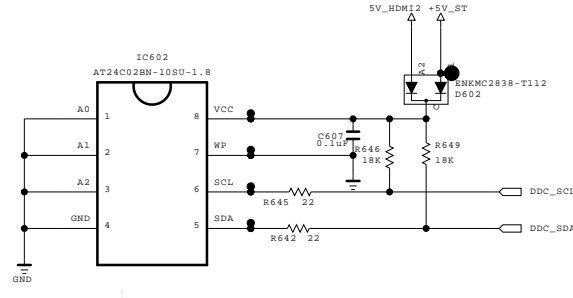 5V_HDMI2 +5V_ST
IC602
AT24C02BN-10SU-1.8
A2
ENKMC2838-T112
D602
C
A0 1 8 VCC
C607
0.1uF
R646
18K
R649
18K
A1 2 7 WP
A2 3 6 SCL
R645 22
DDC_SCL
GND 4 5 SDA
R642 22
DDC_SDA
GND